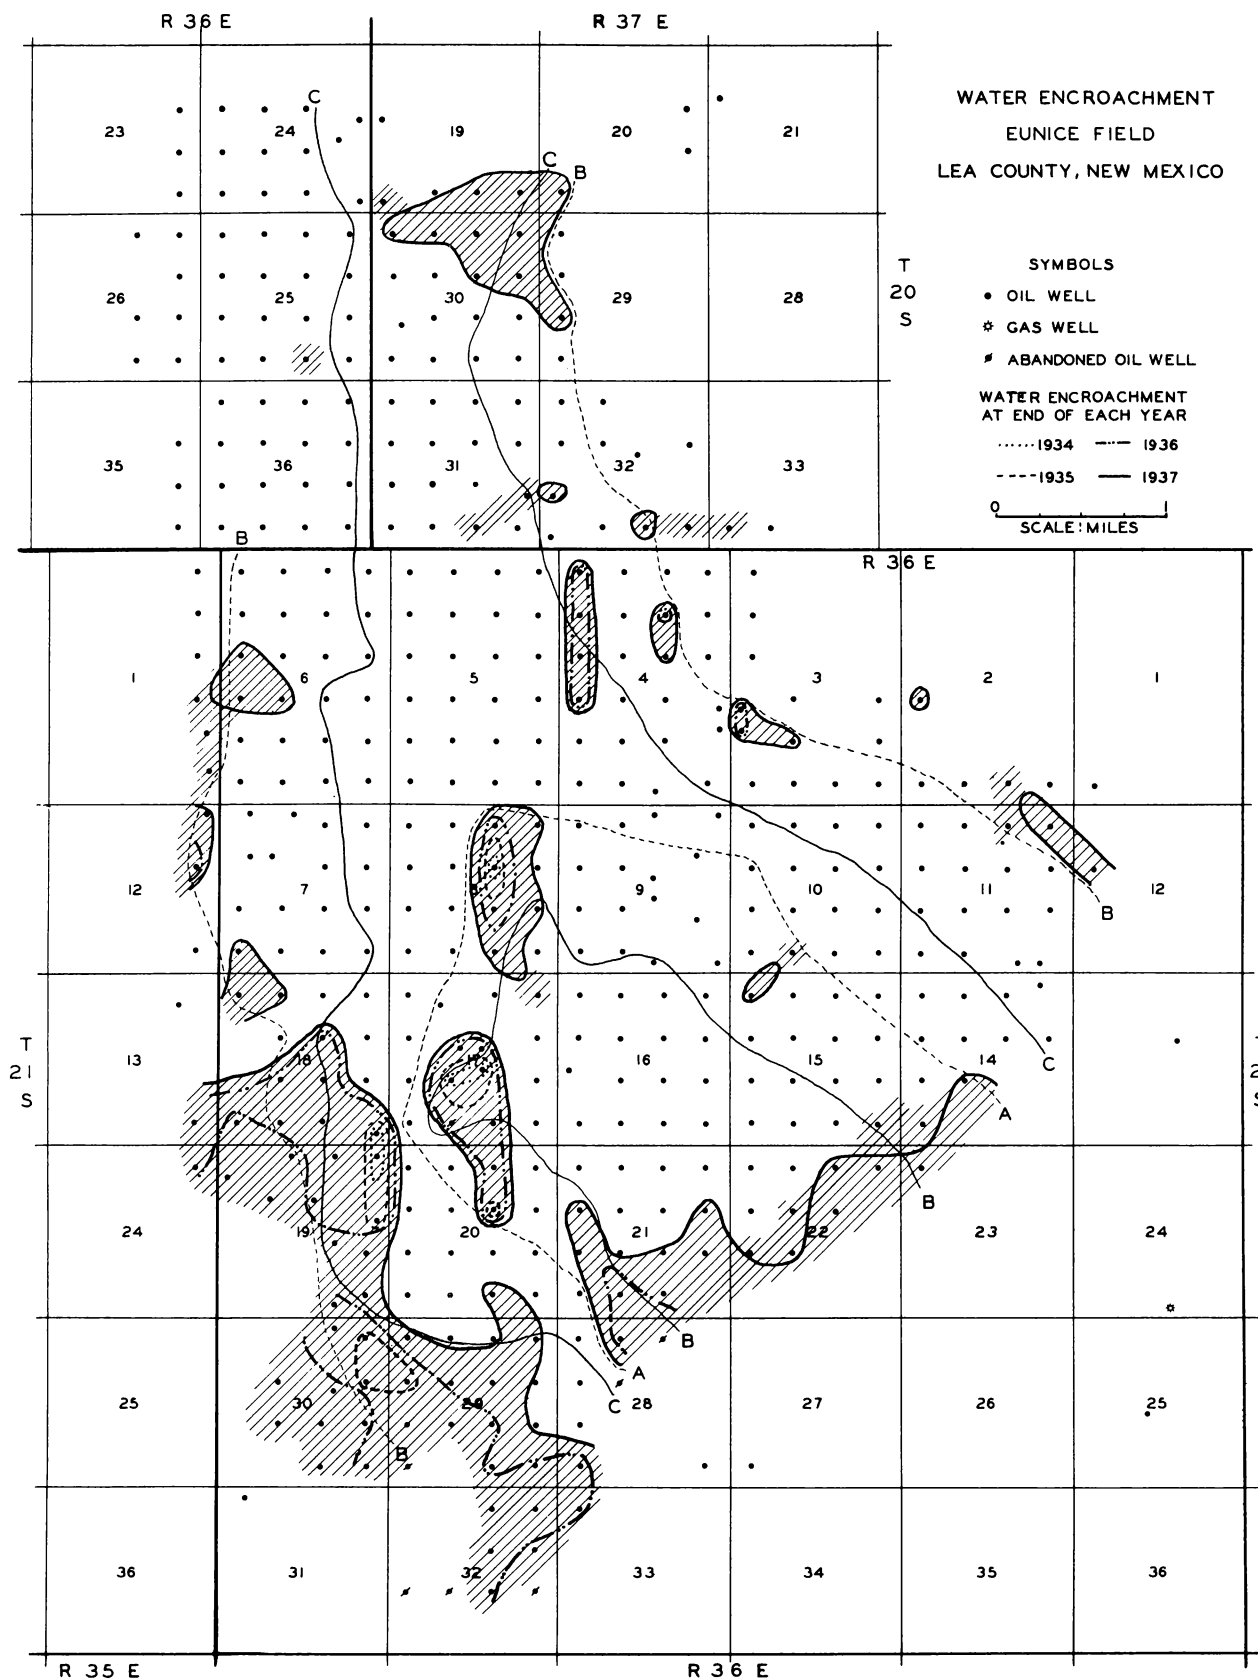 R 36 E R 37 E
C
WATER ENCROACHMENT
EUNICE FIELD
LEA COUNTY, NEW MEXICO
23 24 19 20 21
C B
T
20
S
SYMBOLS
OIL WELL
GAS WELL
ABANDONED OIL WELL
WATER ENCROACHMENT
AT END OF EACH YEAR
1934 1936
1935 1937
0 1
SCALE: MILES
26 25 30 29 28
35 36 31 32 33
B
R 36 E
1 6 5 4 3 2 1
12 7 9 10 11 12
B
T
21
S
13 18 17 16 15 14
C
A
B
24 19 20 21 22 23 24
B
A
C
25 30 29 28 27 26 25
B
36 31 32 33 34 35 36
R 35 E R 36 E